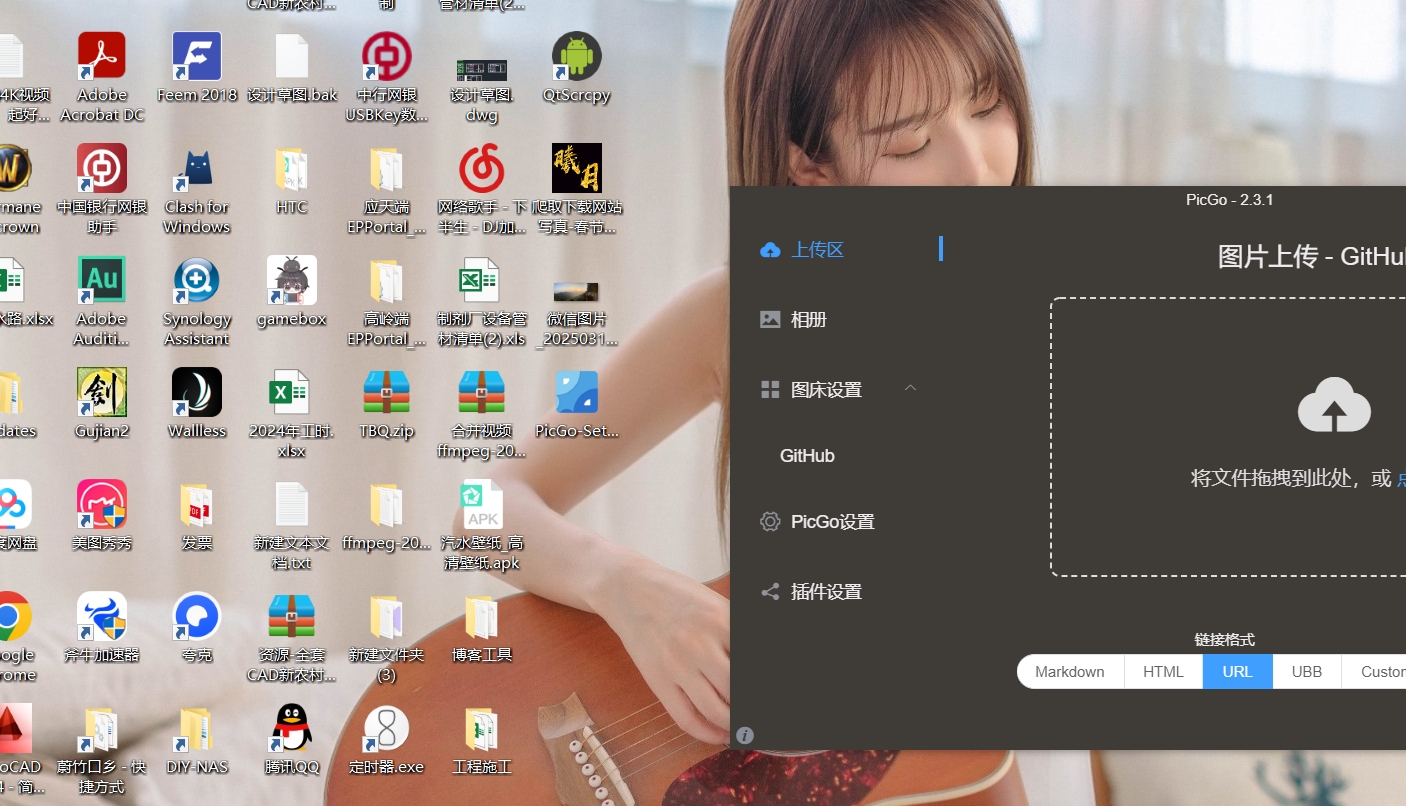 CAD新农村...
制
管材清单(2...
4K视频
起好...
Adobe
Acrobat DC
Feem 2018
设计草图.bak
中行网银
USBKey数...
设计草图.
dwg
QtScrcpy
中国银行网银
助手
Clash for
Windows
APK
HTC
应天端
EPPortal_...
网络歌手 - 下
半生 - DJ加...
曦月
爬取下载网站
写真-春节...
水路.xlsx
Au
Adobe
Auditi...
Synology
Assistant
gamebox
高岭端
EPPortal_...
制剂厂设备管
材清单(2).xls
微信图片
_2025031...
dates
剑
Gujian2
Wallless
2024年工时.
xlsx
TBQ.zip
合并视频
ffmpeg-20...
PicGo-Set...
度网盘
美图秀秀
PDF
发票
新建文本文
档.txt
ffmpeg-20...
APK
汽水壁纸_高
清壁纸.apk
ogle
rome
斧牛加速器
夸克
资源-全套
CAD新农村...
新建文件夹
(3)
博客工具
oCAD
4 - 简...
蔚竹口乡 - 快
捷方式
DIY-NAS
腾讯QQ
定时器.exe
工程施工
PicGo - 2.3.1
上传区
相册
图床设置
GitHub
PicGo设置
插件设置
图片上传 - GitHu
将文件拖拽到此处，或 点
链接格式
Markdown HTML URL UBB Custor